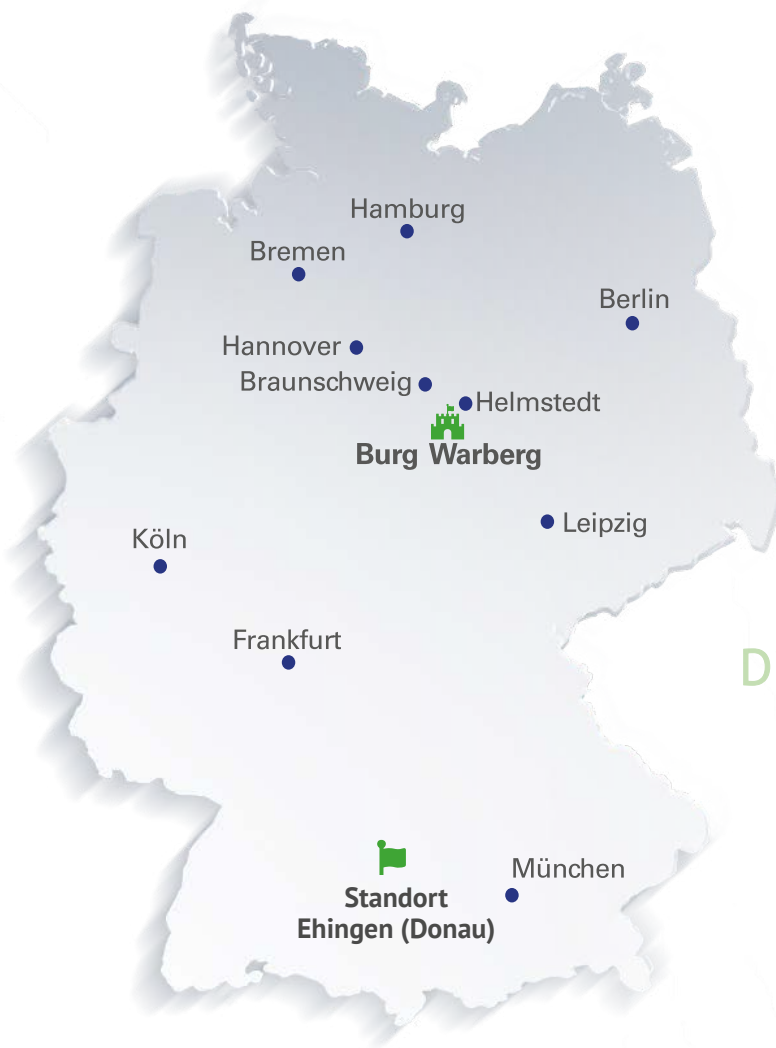 Hamburg
Bremen
Berlin
Hannover
Braunschweig
Helmstedt
Burg Warberg
Leipzig
Köln
Frankfurt
D
München
Standort
Ehingen (Donau)